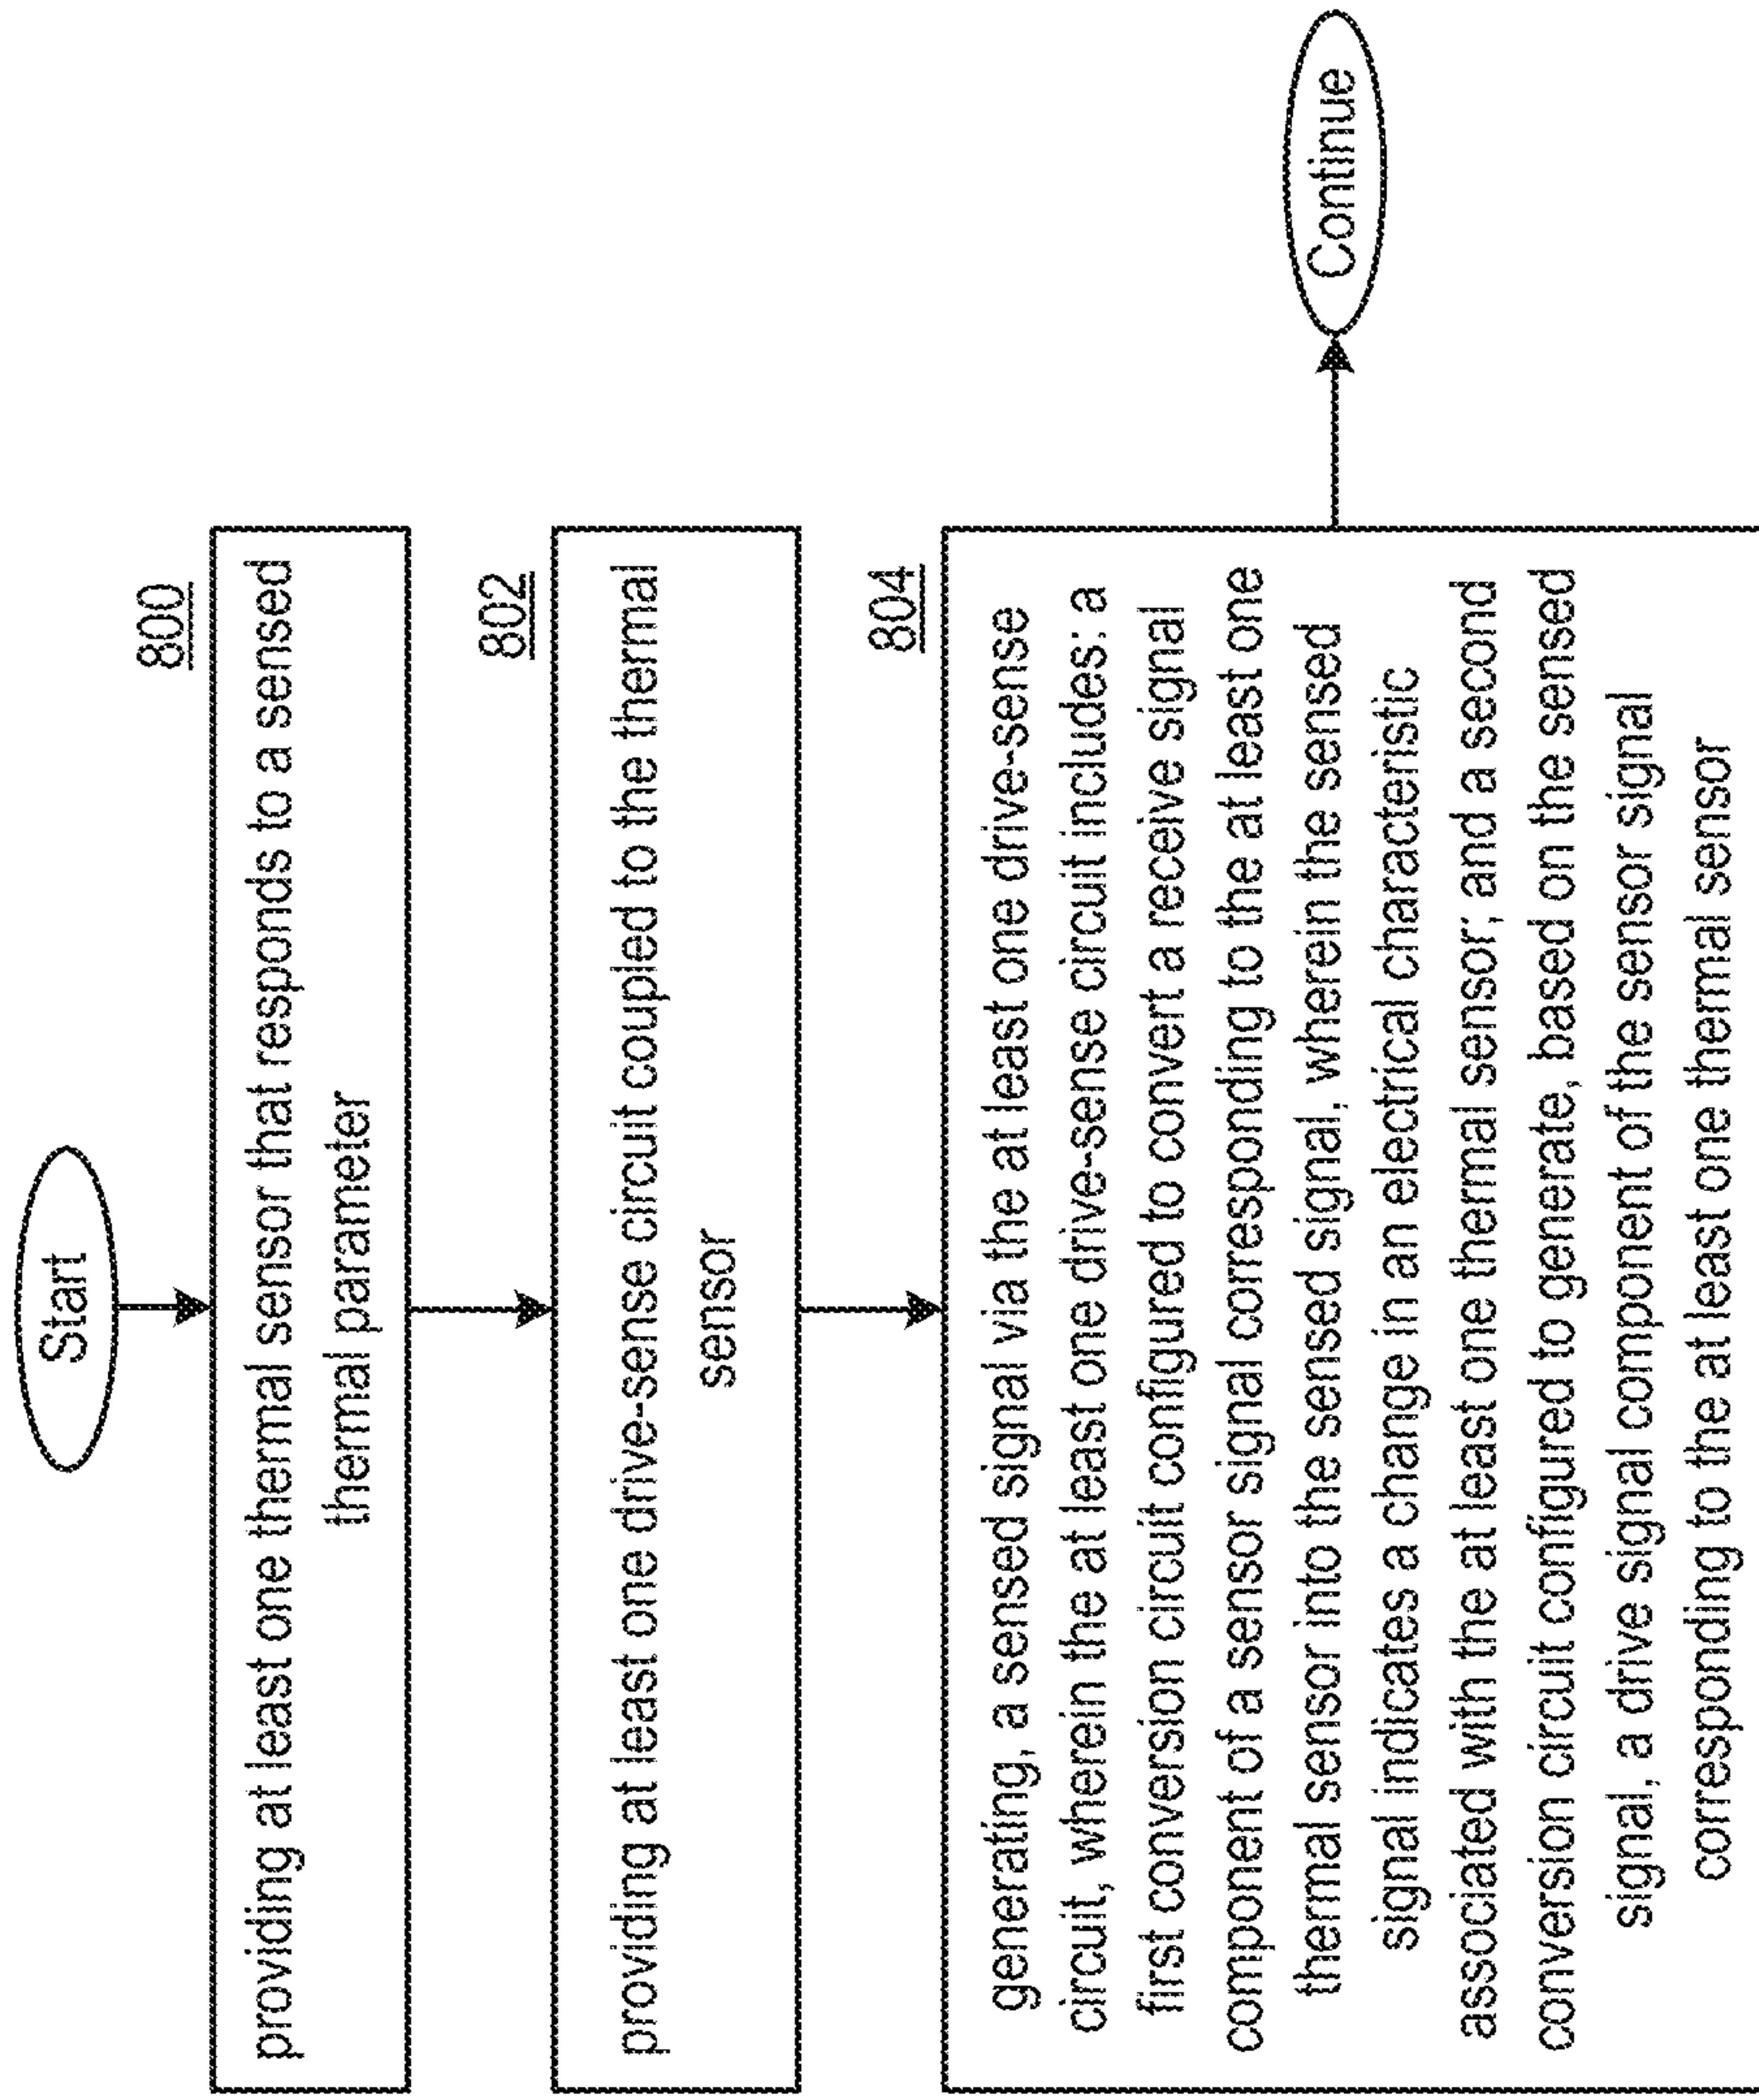 Start
800
providing at least one thermal sensor that responds to a sensed
thermal parameter
802
providing at least one drive-sense circuit coupled to the thermal
sensor
804
generating, a sensed signal via the at least one drive-sense
circuit, wherein the at least one drive-sense circuit includes: a
first conversion circuit configured to convert a receive signal
component of a sensor signal corresponding to the at least one
thermal sensor into the sensed signal, wherein the sensed
signal indicates a change in an electrical characteristic
associated with the at least one thermal sensor; and a second
conversion circuit configured to generate, based on the sensed
signal, a drive signal component of the sensor signal
corresponding to the at least one thermal sensor
Continue